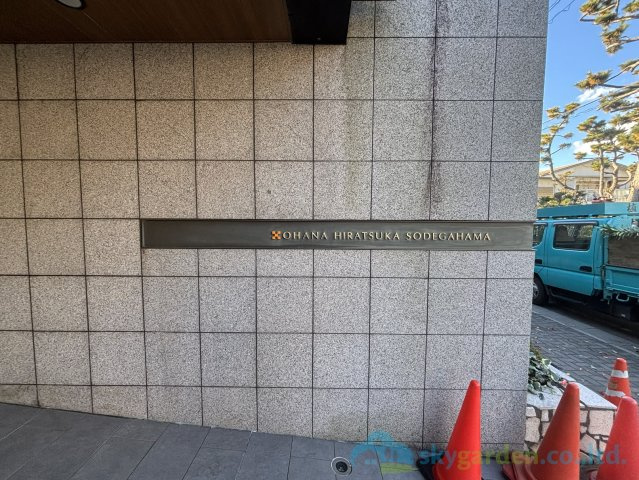 OHANA HIRATSUKA SODEGAHAMA
skygarden.co.,ltd.